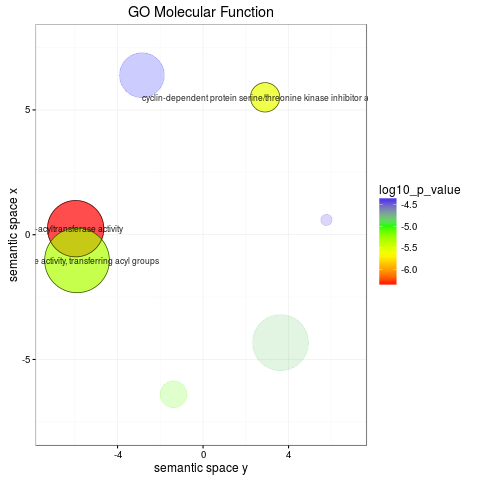 GO Molecular Function
cyclin-dependent protein serine/threonine kinase inhibitor a
-acyltransferase activity
e activity, transferring acyl groups
semantic space x
5
0
-5
-4
0
4
semantic space y
log10_p_value
-4.5
-5.0
-5.5
-6.0